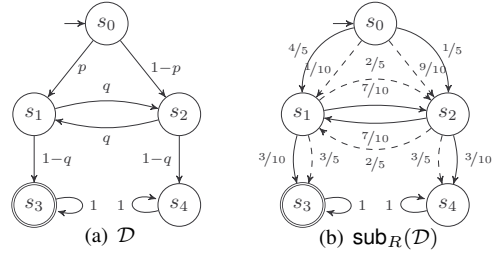 s0 s0
4/5 1/10 2/5 9/10 1/5
p 1−p
q 7/10
s1 s2 s1 s2
q 7/10
1−q 1−q 3/10 3/5 2/5 3/5 3/10
s3 1 1 s4 s3 1 1 s4
(a) D (b) subR(D)